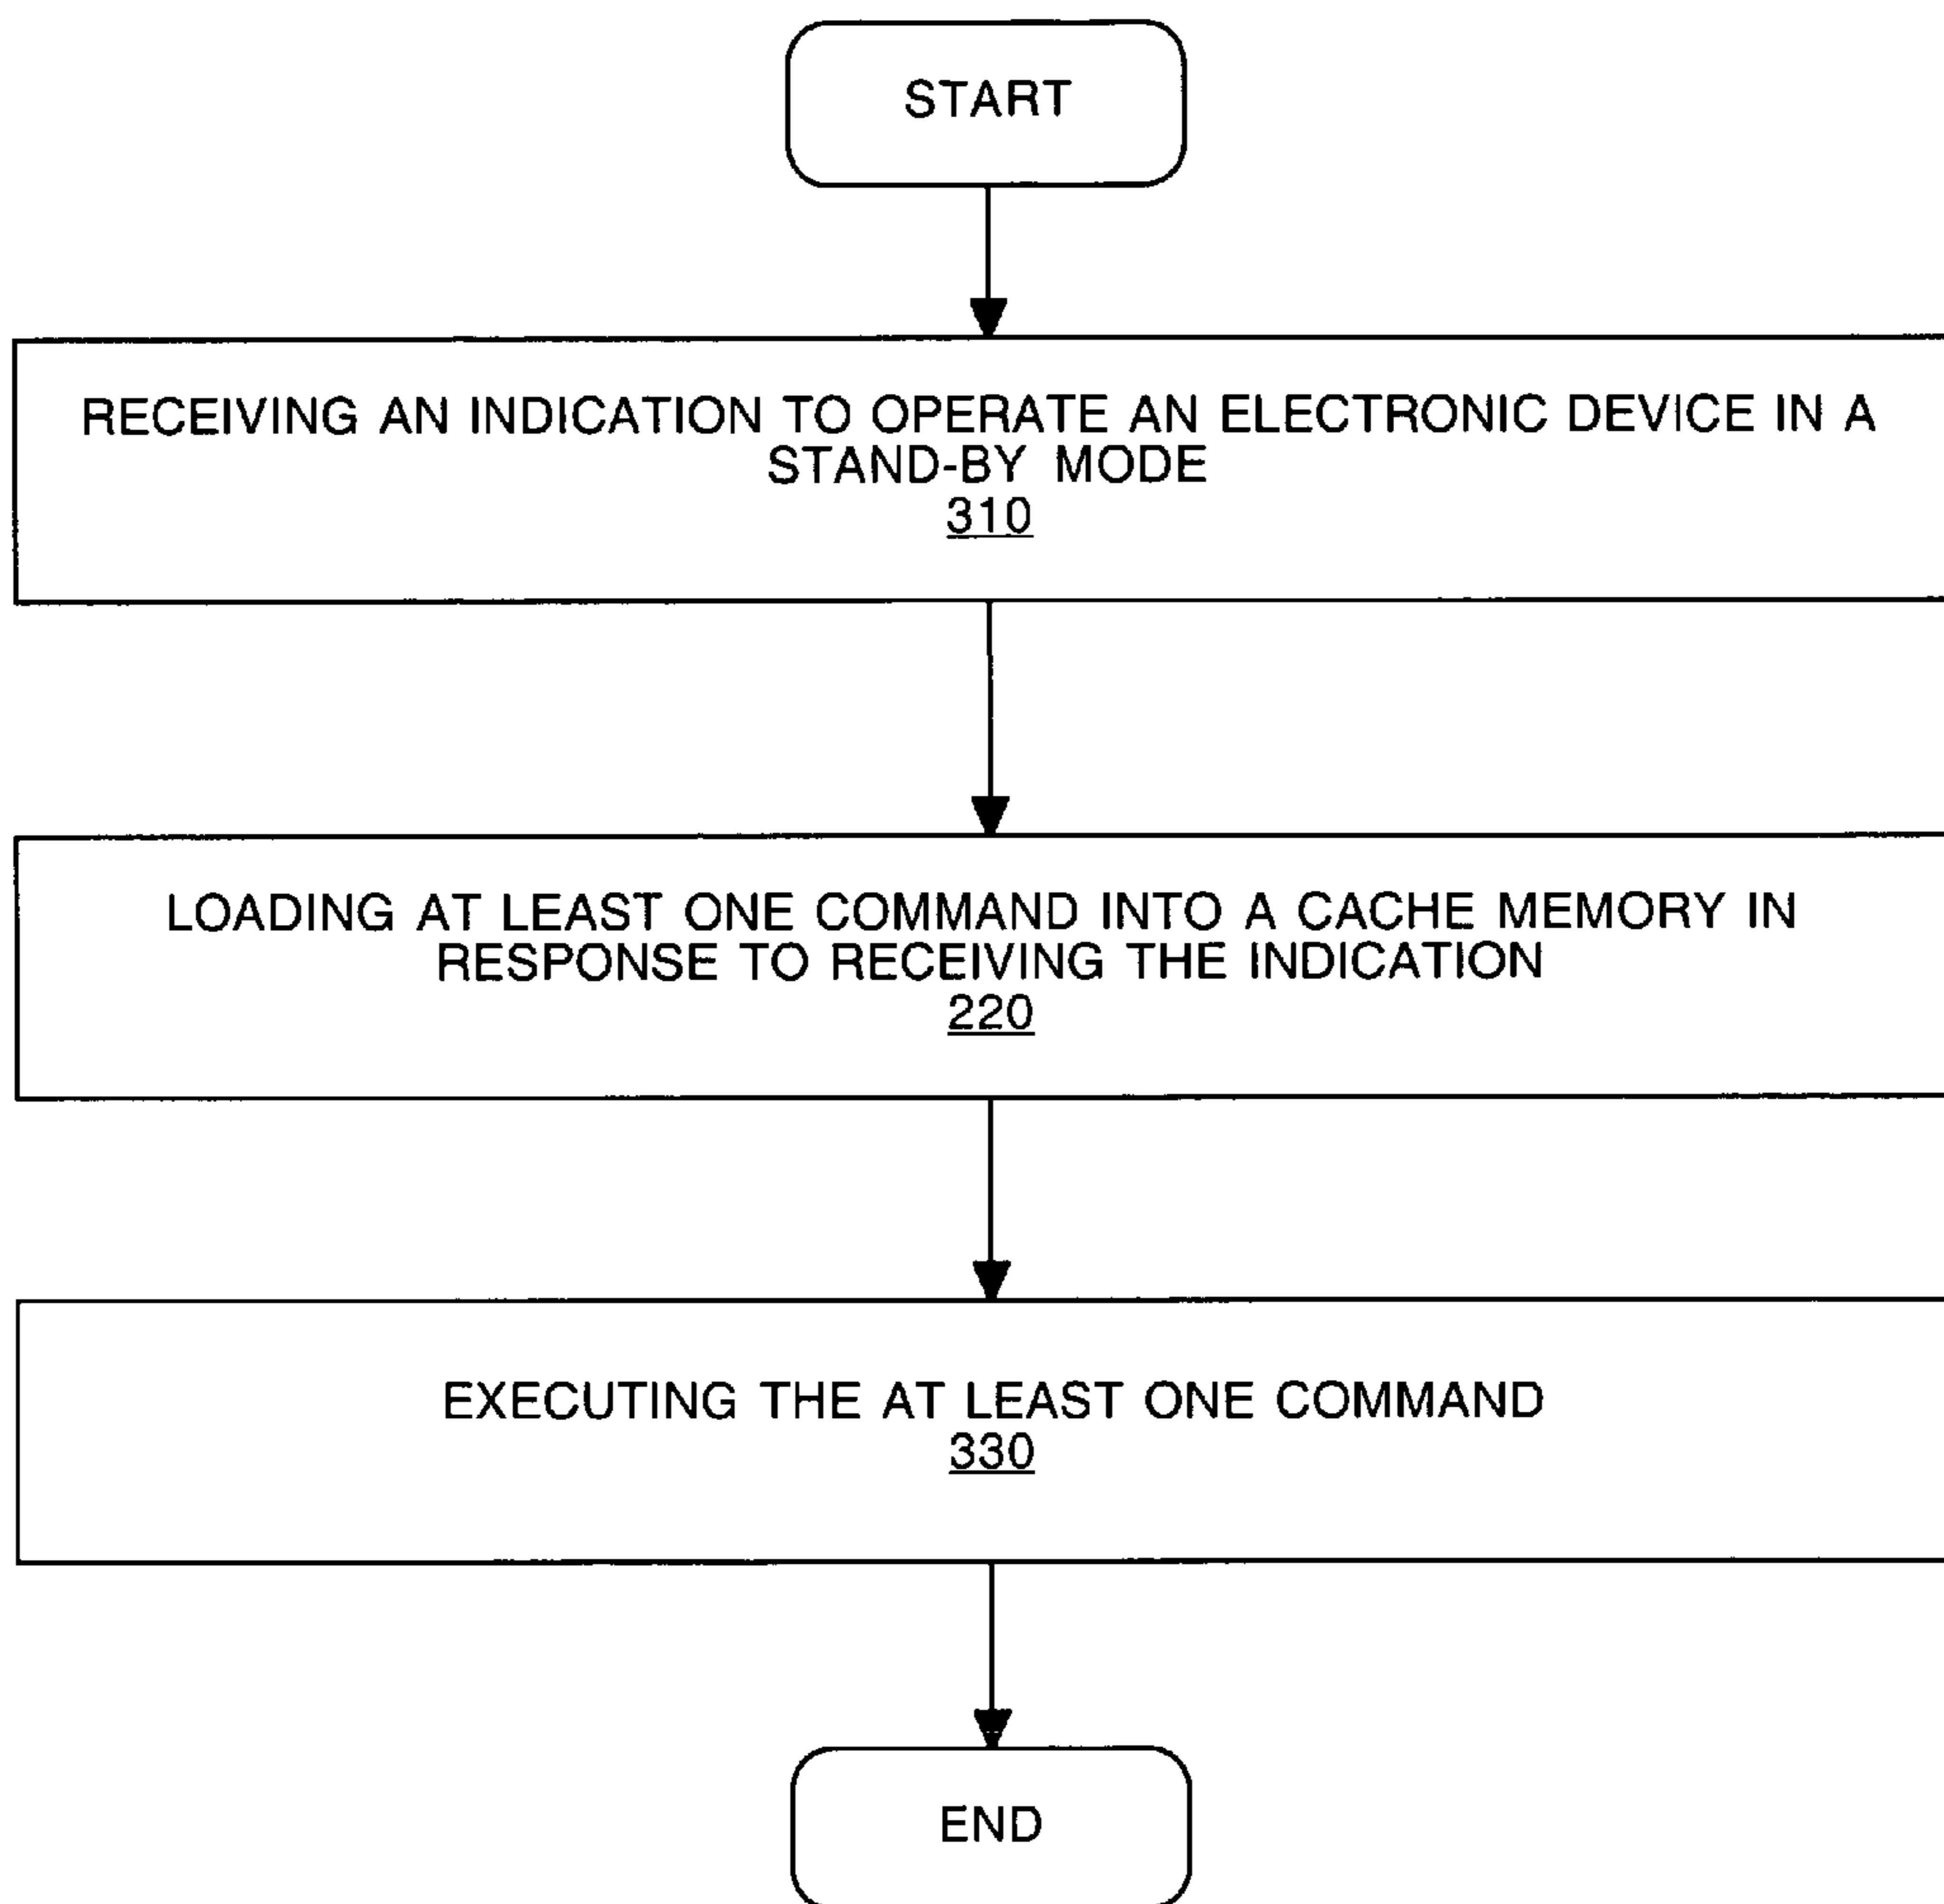 START
RECEIVING AN INDICATION TO OPERATE AN ELECTRONIC DEVICE IN A
STAND-BY MODE
310
LOADING AT LEAST ONE COMMAND INTO A CACHE MEMORY IN
RESPONSE TO RECEIVING THE INDICATION
220
EXECUTING THE AT LEAST ONE COMMAND
330
END